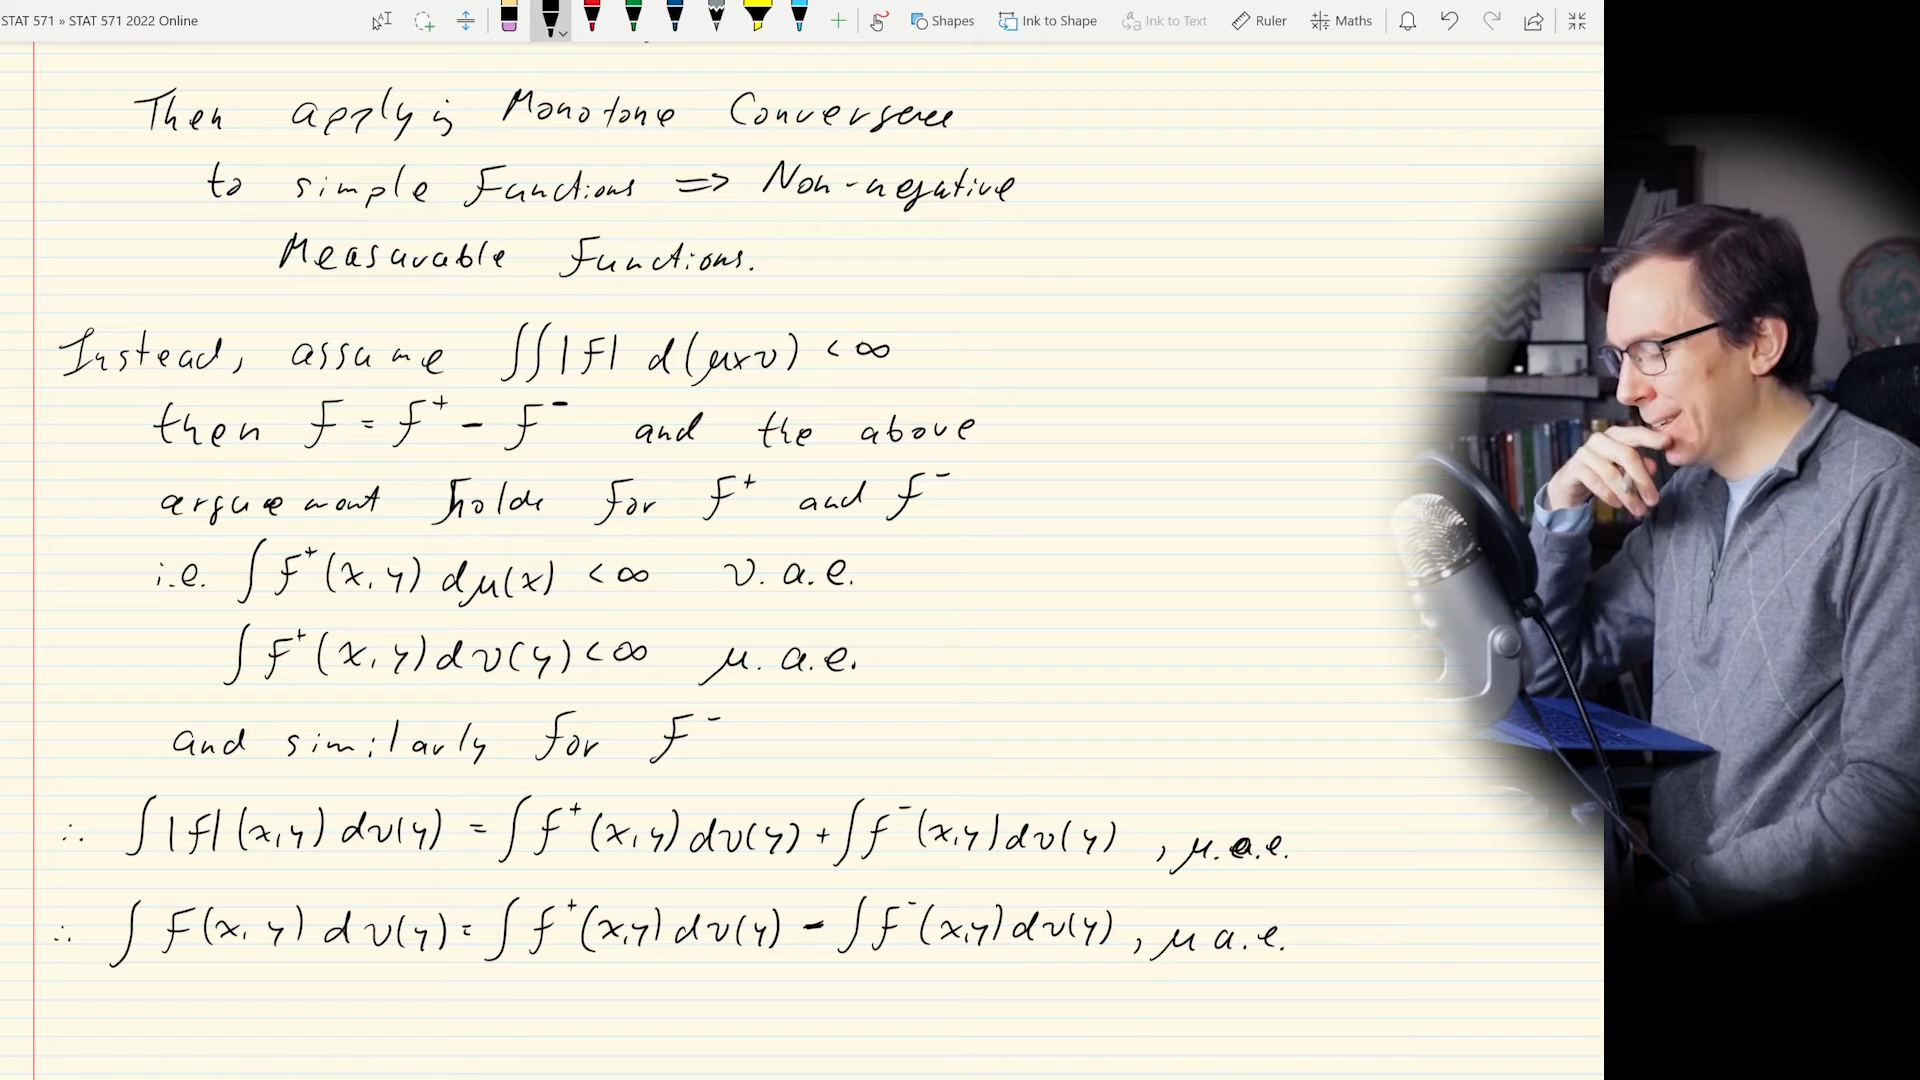 STAT 571 » STAT 571 2022 Online
Shapes Ink to Shape Ink to Text Ruler Maths
Then applying Monotone Convergence
to simple Functions => Non-negative
Measurable Functions.
Instead, assume ∫∫|f| d(μ×ν) < ∞
then f = f⁺ - f⁻ and the above
arguement holds for f⁺ and f⁻
i.e. ∫ f⁺(x,y) dμ(x) < ∞ ν. a.e.
∫ f⁺(x,y) dν(y) < ∞ μ. a.e.
and similarly for f⁻
∴ ∫ |f|(x,y) dν(y) = ∫ f⁺(x,y) dν(y) + ∫ f⁻(x,y) dν(y) , μ. a.e.
∴ ∫ f(x,y) dν(y) = ∫ f⁺(x,y) dν(y) - ∫ f⁻(x,y) dν(y) , μ a.e.